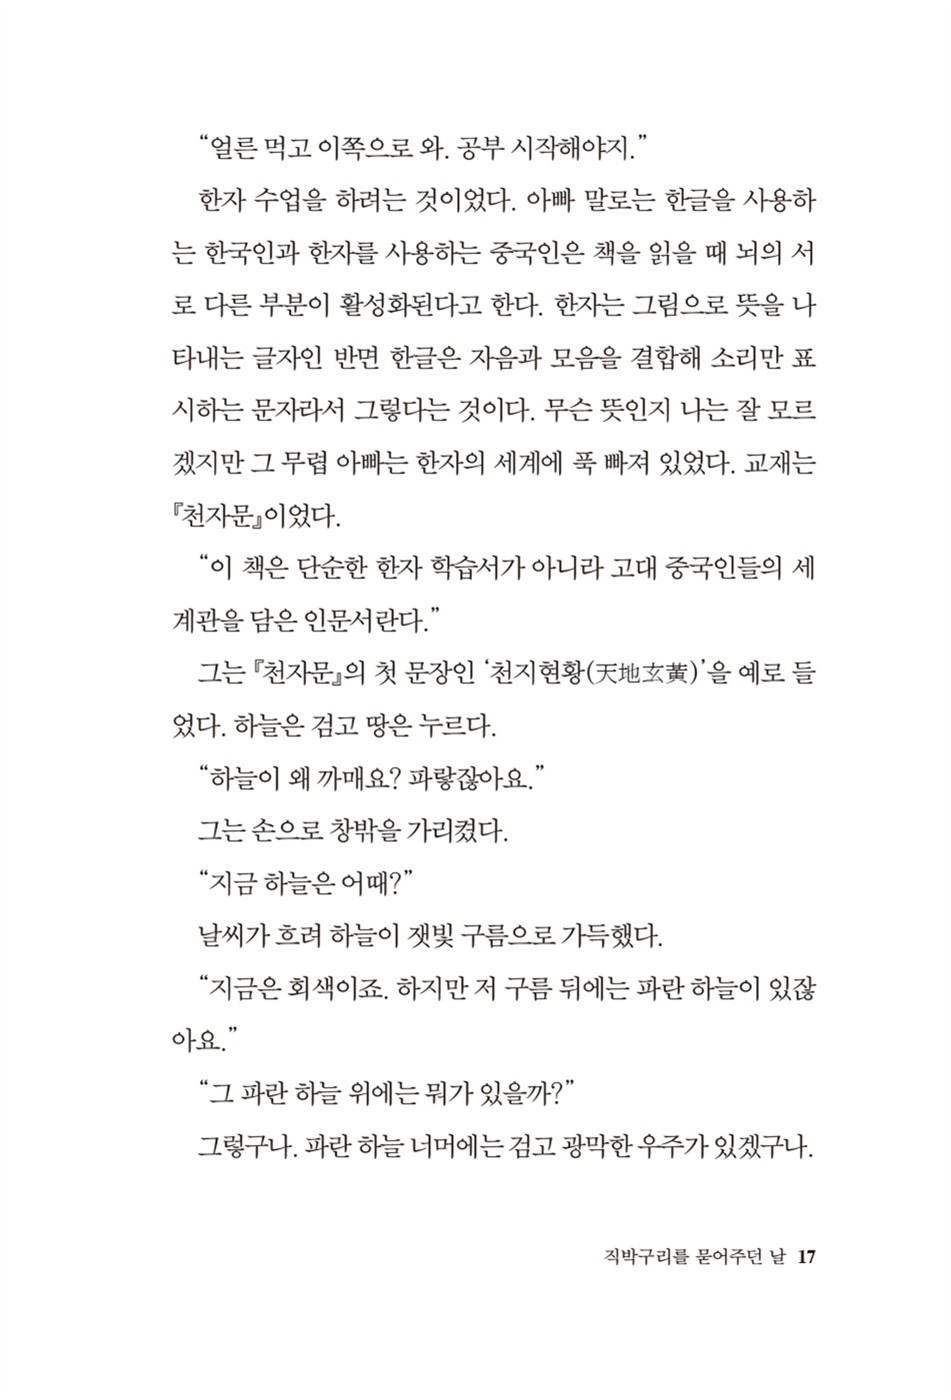 “얼른 먹고 이쪽으로 와. 공부 시작해야지.”
한자 수업을 하려는 것이었다. 아빠 말로는 한글을 사용하
는 한국인과 한자를 사용하는 중국인은 책을 읽을 때 뇌의 서
로 다른 부분이 활성화된다고 한다. 한자는 그림으로 뜻을 나
타내는 글자인 반면 한글은 자음과 모음을 결합해 소리만 표
시하는 문자라서 그렇다는 것이다. 무슨 뜻인지 나는 잘 모르
겠지만 그 무렵 아빠는 한자의 세계에 푹 빠져 있었다. 교재는
『천자문』이었다.
“이 책은 단순한 한자 학습서가 아니라 고대 중국인들의 세
계관을 담은 인문서란다.”
그는 『천자문』의 첫 문장인 ‘천지현황(天地玄黃)’을 예로 들
었다. 하늘은 검고 땅은 누르다.
“하늘이 왜 까매요? 파랗잖아요.”
그는 손으로 창밖을 가리켰다.
“지금 하늘은 어때?”
날씨가 흐려 하늘이 잿빛 구름으로 가득했다.
“지금은 회색이죠. 하지만 저 구름 뒤에는 파란 하늘이 있잖
아요.”
“그 파란 하늘 위에는 뭐가 있을까?”
그렇구나. 파란 하늘 너머에는 검고 광막한 우주가 있겠구나.
직박구리를 묻어주던 날 17